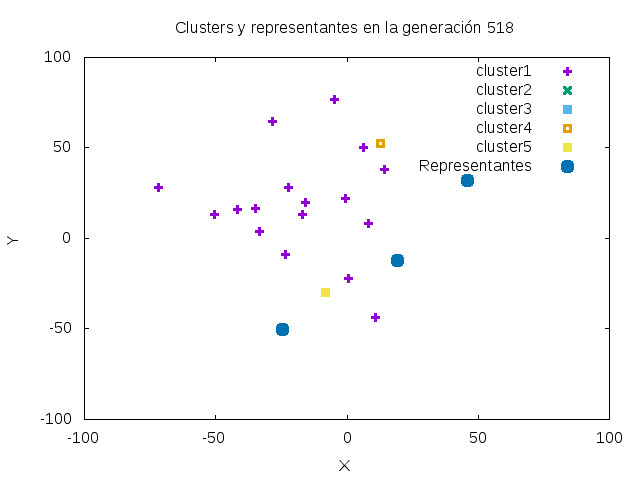 Clusters y representantes en la generación 518
cluster1
cluster2
cluster3
cluster4
cluster5
Representantes
100
50
0
-50
-100
Y
-100
-50
0
50
100
X